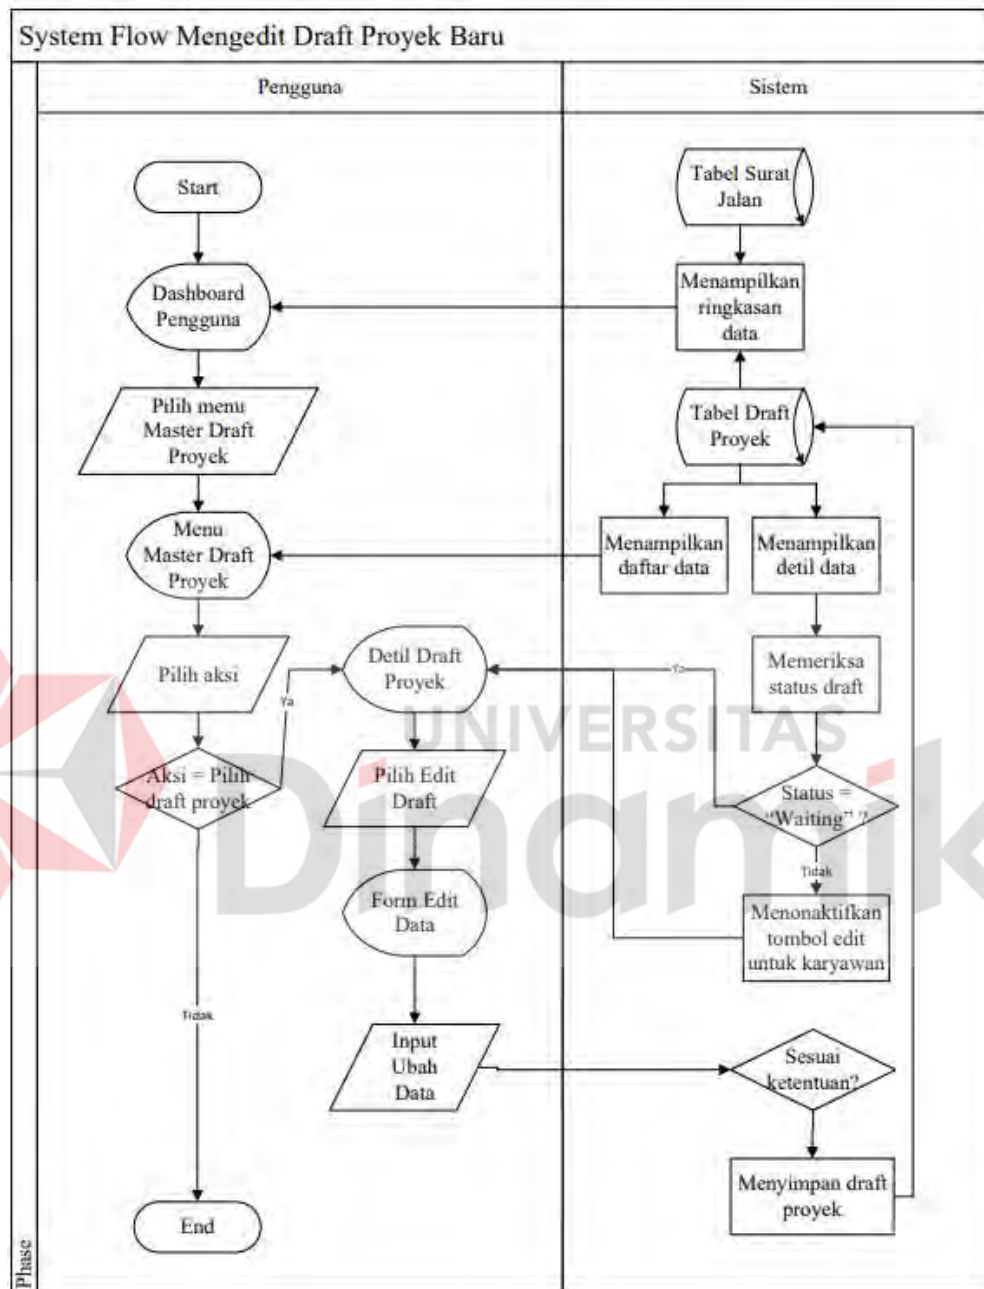 System Flow Mengedit Draft Proyek Baru
Pengguna
Sistem
Start
Tabel Surat
Jalan
Dashboard
Pengguna
Menampilkan
ringkasan
data
Pilih menu
Master Draft
Proyek
Tabel Draft
Proyek
Menu
Master Draft
Proyek
Menampilkan
daftar data
Menampilkan
detil data
Pilih aksi
Detil Draft
Proyek
Ya
Ya
Memeriksa
status draft
UNIVERSITAS
Dinamik
Aksi = Pilih
draft proyek
Pilih Edit
Draft
Status =
"Waiting" ?
Tidak
Form Edit
Data
Menonaktifkan
tombol edit
untuk karyawan
Tidak
Input
Ubah
Data
Sesuai
ketentuan?
Menyimpan draft
proyek
End
Phase